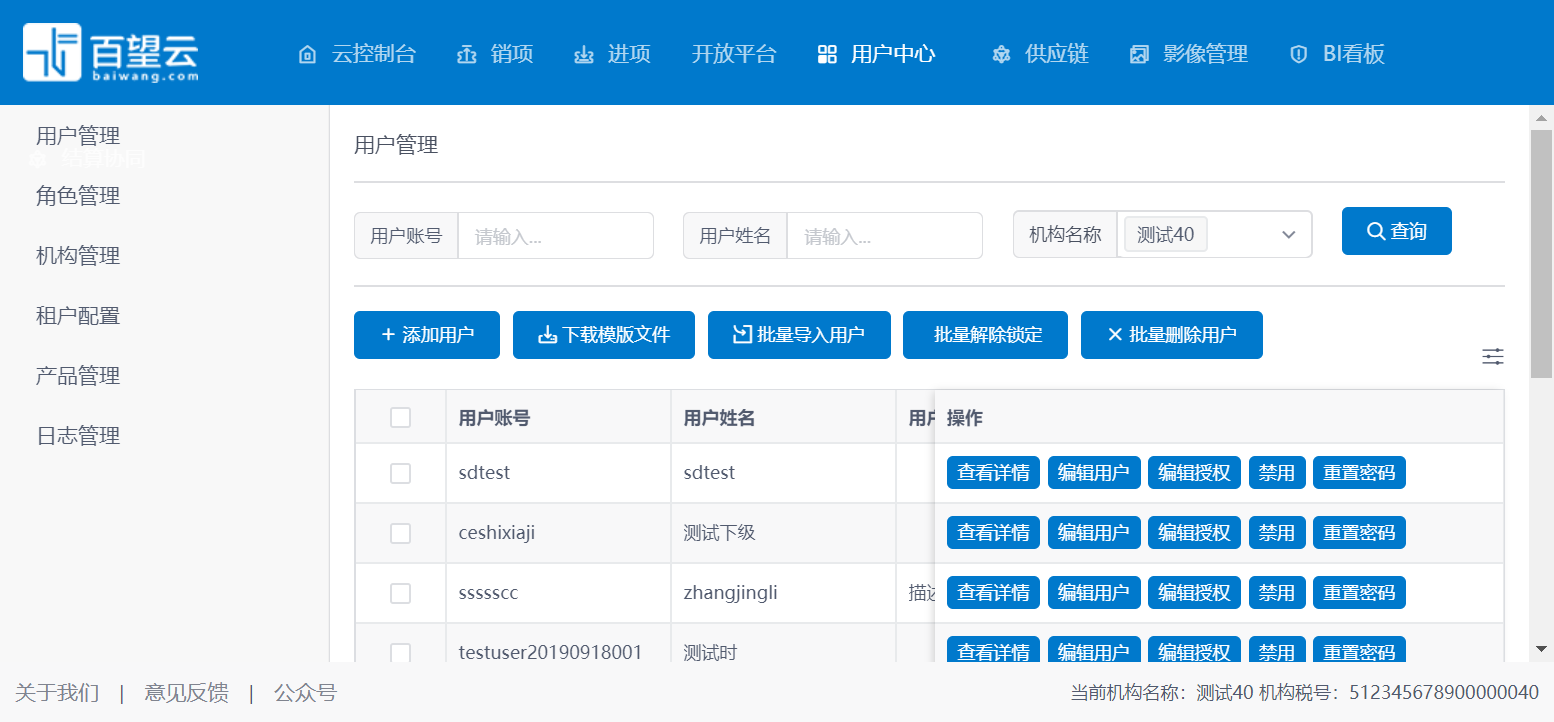 百望云
baiwang.com
云控制台 销项 进项 开放平台 用户中心 供应链 影像管理 BI看板
用户管理
结算协同
角色管理
机构管理
租户配置
产品管理
日志管理
用户管理
用户账号 请输入... 用户姓名 请输入... 机构名称 测试40 查询
添加用户 下载模版文件 批量导入用户 批量解除锁定 批量删除用户
用户账号 用户姓名 用户 操作
sdtest sdtest 查看详情 编辑用户 编辑授权 禁用 重置密码
ceshixiaji 测试下级 查看详情 编辑用户 编辑授权 禁用 重置密码
ssssscc zhangjingli 描述 查看详情 编辑用户 编辑授权 禁用 重置密码
testuser20190918001 测试时 查看详情 编辑用户 编辑授权 禁用 重置密码
关于我们 | 意见反馈 | 公众号
当前机构名称：测试40 机构税号：512345678900000040